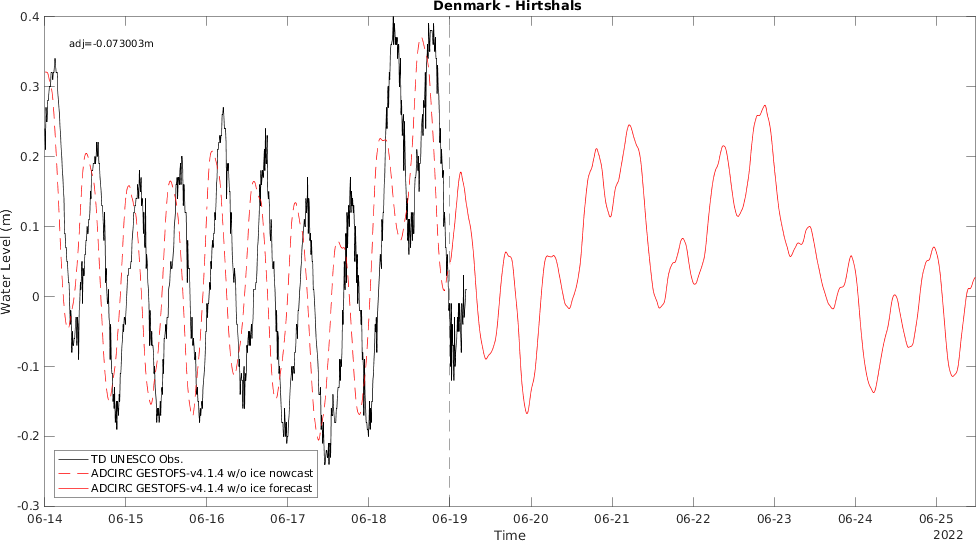 Denmark - Hirtshals
adj=-0.073003m
Water Level (m)
0.4
0.3
0.2
0.1
0
-0.1
-0.2
-0.3
TD UNESCO Obs.
ADCIRC GESTOFS-v4.1.4 w/o ice nowcast
ADCIRC GESTOFS-v4.1.4 w/o ice forecast
06-14 06-15 06-16 06-17 06-18 06-19 06-20 06-21 06-22 06-23 06-24 06-25
Time
2022